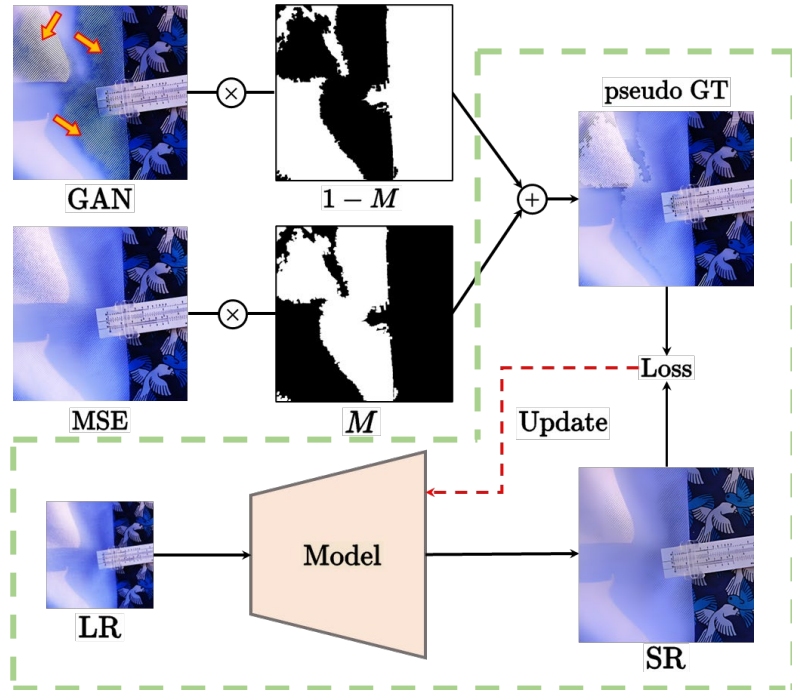 GAN
1 − M
pseudo GT
MSE
M
Loss
Update
LR
Model
SR